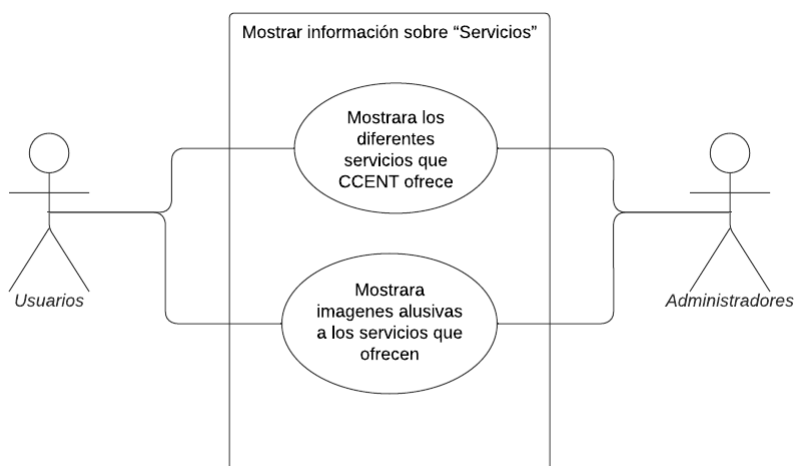 Mostrar información sobre “Servicios”
Mostrara los
diferentes
servicios que
CCENT ofrece
Usuarios
Administradores
Mostrara
imagenes alusivas
a los servicios que
ofrecen